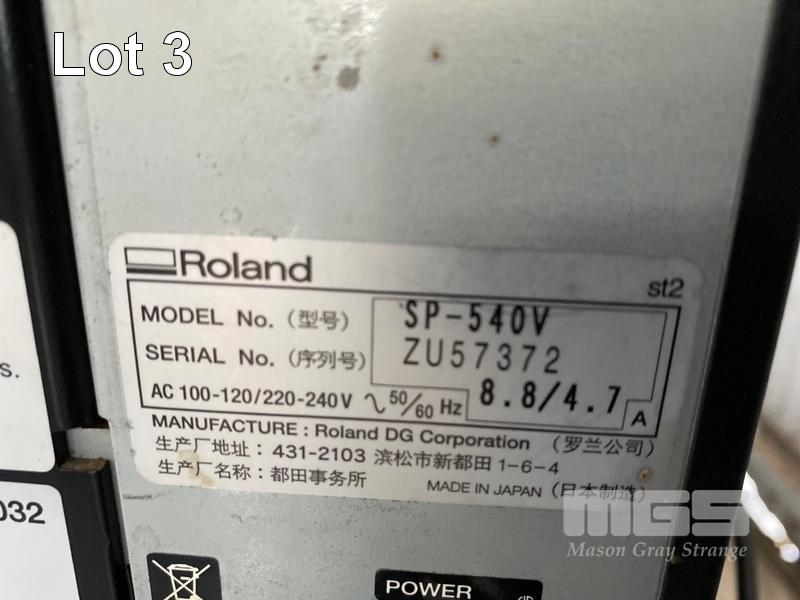 Lot 3
Roland
st2
MODEL No. (型号) SP-540V
SERIAL No. (序列号) ZU57372
AC 100-120/220-240V ∿ 50/60 Hz 8.8/4.7 A
MANUFACTURE : Roland DG Corporation (罗兰公司)
生产厂地址 : 431-2103 滨松市新都田 1-6-4
生产厂名称 : 都田事务所
MADE IN JAPAN (日本制造)
s.
032
POWER
MGS
Mason Gray Strange